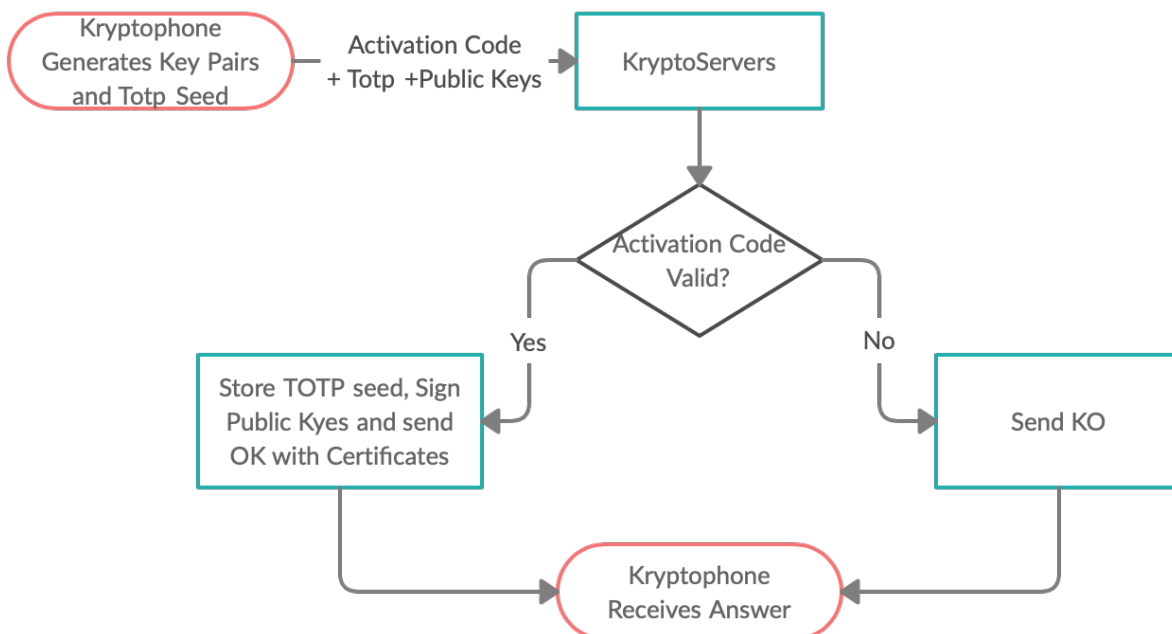 Kryptophone
Generates Key Pairs
and Totp Seed
Activation Code
+ Totp +Public Keys
KryptoServers
Activation Code
Valid?
Yes
No
Store TOTP seed, Sign
Public Kyes and send
OK with Certificates
Send KO
Kryptophone
Receives Answer